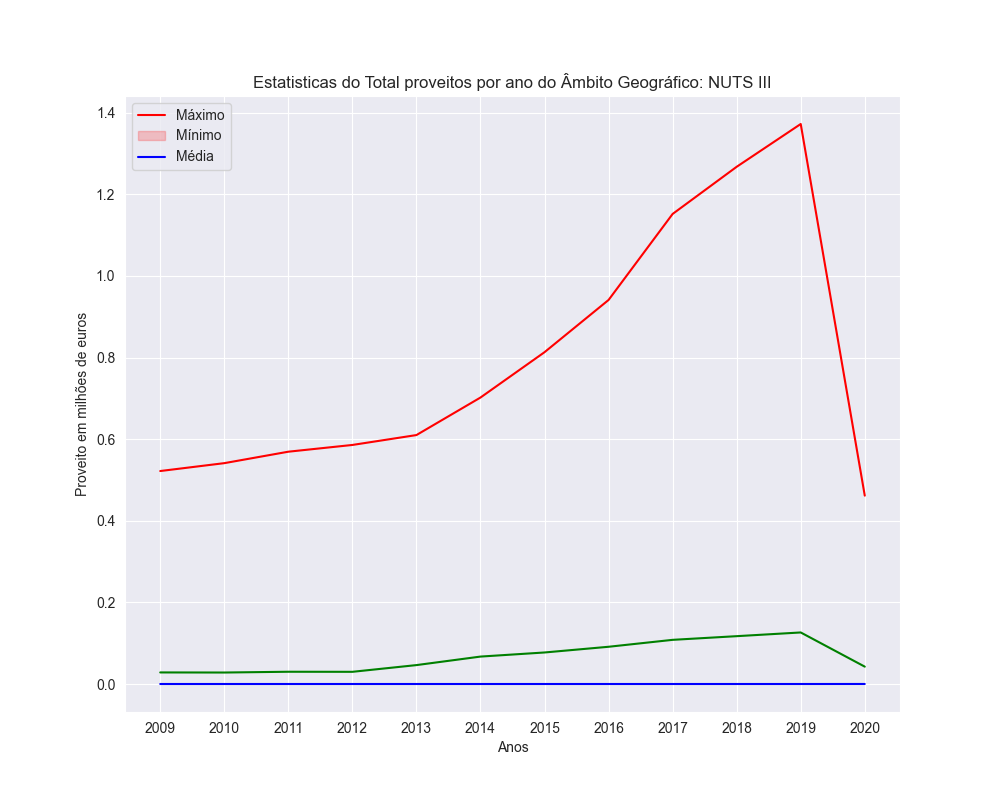 Estatisticas do Total proveitos por ano do Âmbito Geográfico: NUTS III
Máximo
Mínimo
Média
Proveito em milhões de euros
1.4
1.2
1.0
0.8
0.6
0.4
0.2
0.0
2009 2010 2011 2012 2013 2014 2015 2016 2017 2018 2019 2020
Anos